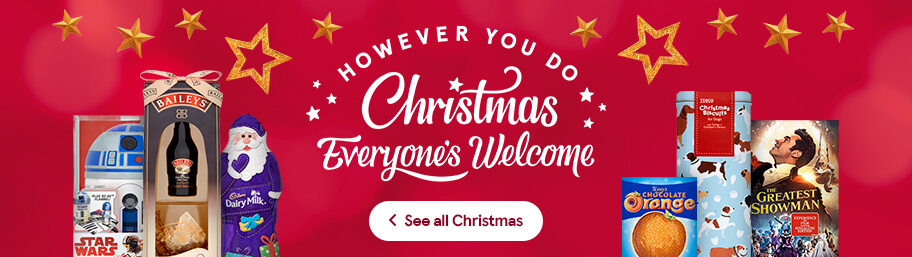 HOWEVER YOU DO
Christmas
Everyone's Welcome
See all Christmas
STAR
WARS
BAILEYS
BAILEYS
Cadbury
Dairy Milk
CHOCOLATE
Orange
TESCO
Christmas
Biscuits
for Dogs
THE
GREATEST
SHOWMAN